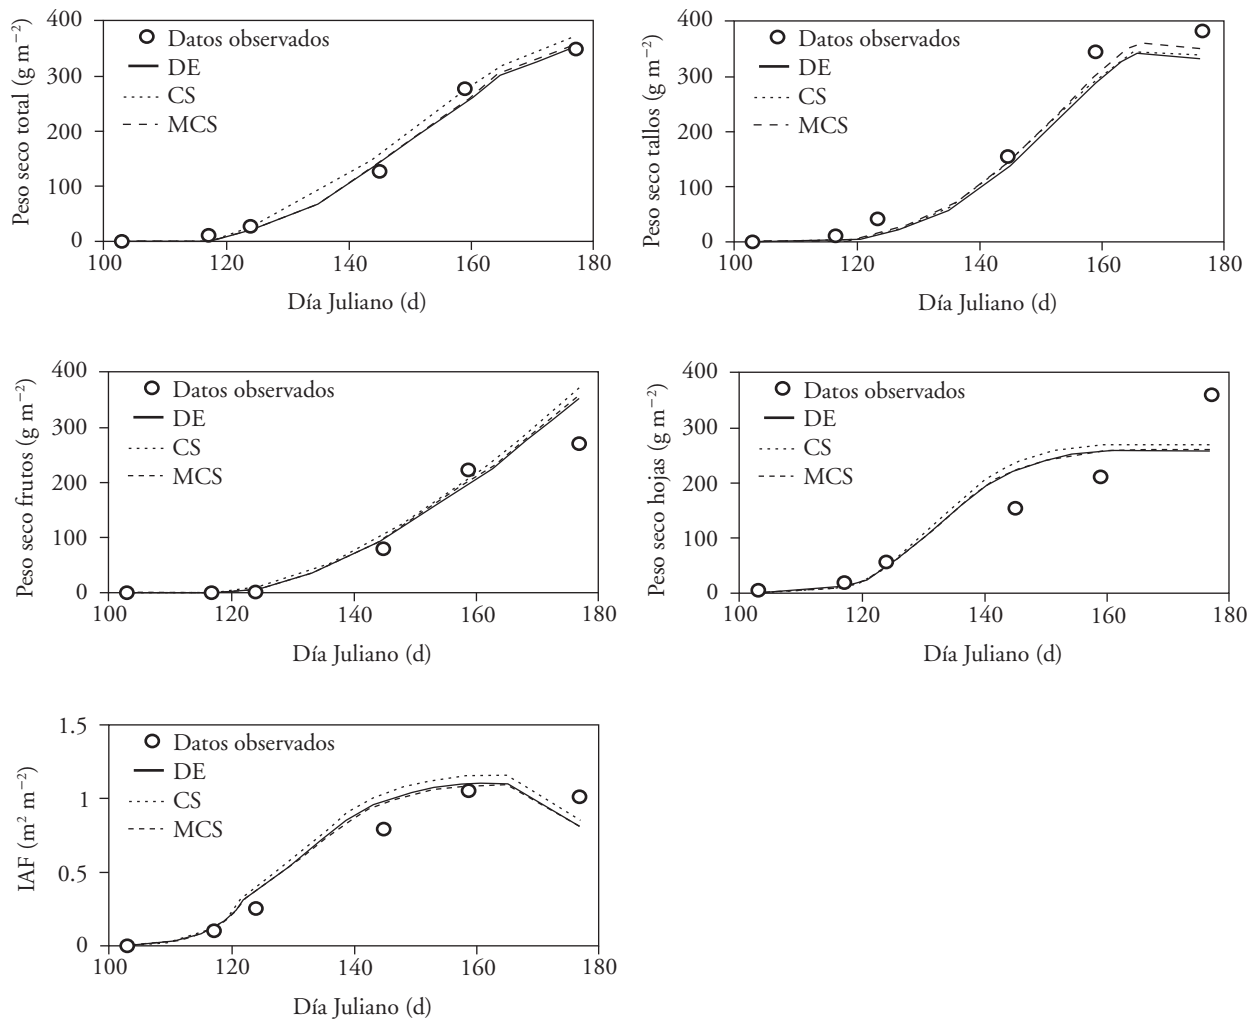 Peso seco total (g m⁻²)
400
300
200
100
0
Datos observados
DE
CS
MCS
100 120 140 160 180
Día Juliano (d)
Peso seco tallos (g m⁻²)
400
300
200
100
0
Datos observados
DE
CS
MCS
100 120 140 160 180
Día Juliano (d)
Peso seco frutos (g m⁻²)
400
300
200
100
0
Datos observados
DE
CS
MCS
100 120 140 160 180
Día Juliano (d)
Peso seco hojas (g m⁻²)
400
300
200
100
0
Datos observados
DE
CS
MCS
100 120 140 160 180
Día Juliano (d)
IAF (m² m⁻²)
1.5
1
0.5
0
Datos observados
DE
CS
MCS
100 120 140 160 180
Día Juliano (d)